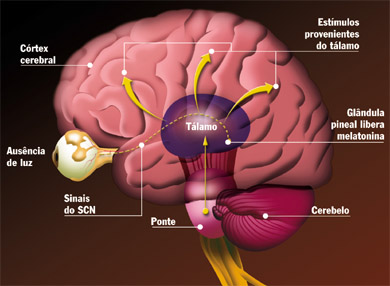 Córtex
cerebral
Estímulos
provenientes
do tálamo
Tálamo
Glândula
pineal libera
melatonina
Ausência
de luz
Sinais
do SCN
Ponte
Cerebelo